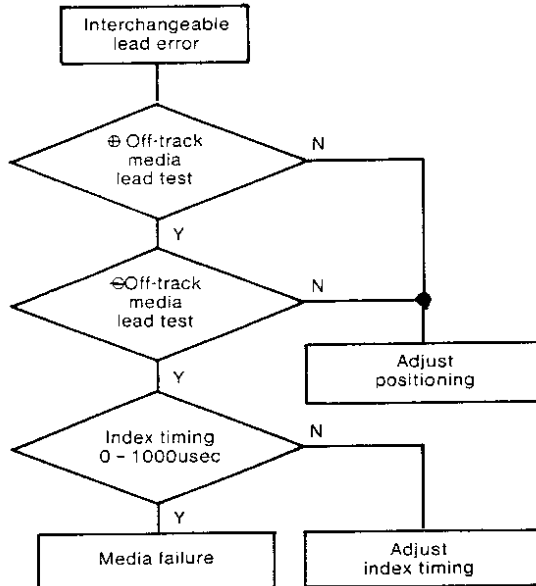 Interchangeable
lead error
⊕ Off-track
media
lead test
N
Y
⊖Off-track
media
lead test
N
Y
Adjust
positioning
Index timing
0 – 1000usec
N
Y
Media failure
Adjust
index timing